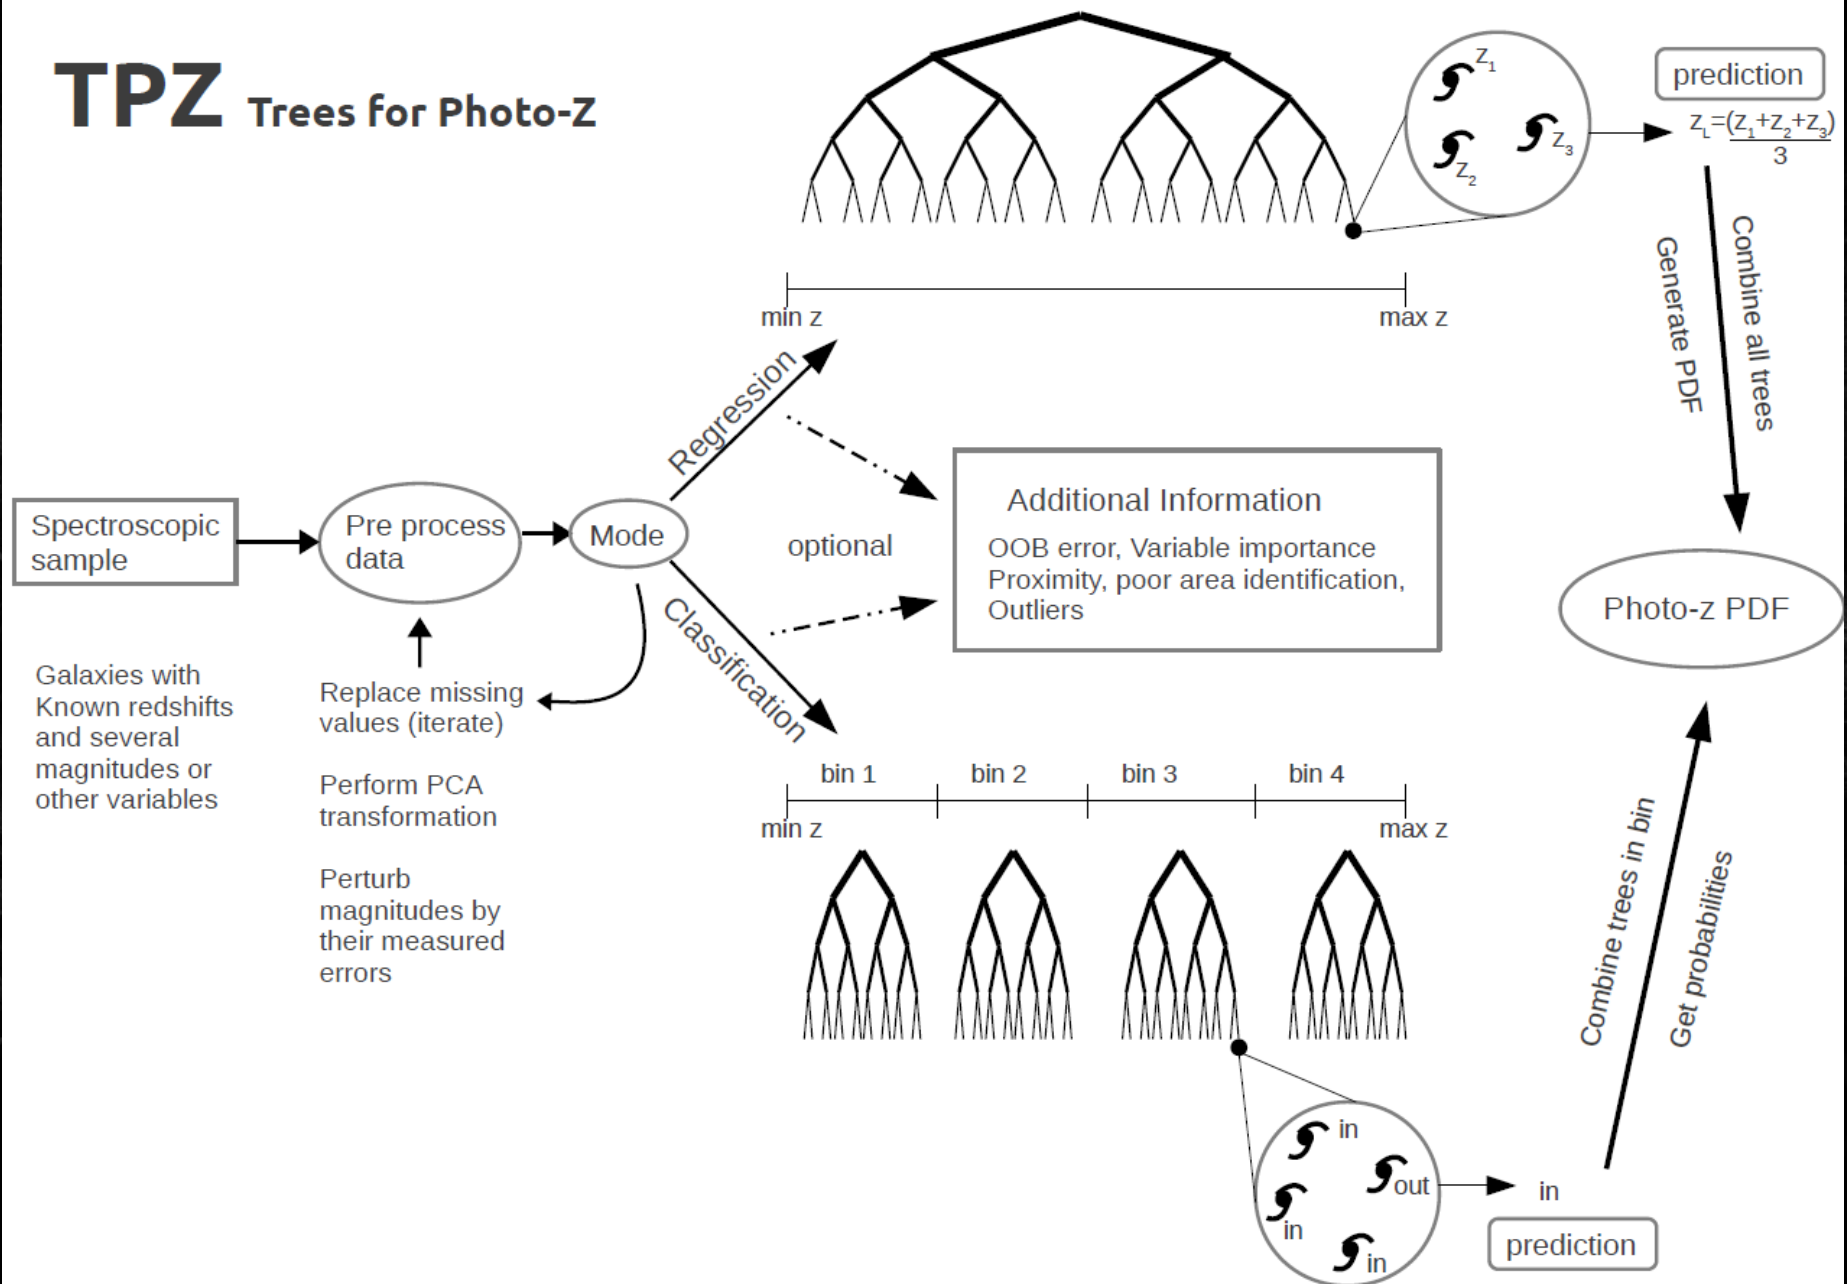 TPZ Trees for Photo-Z
z1
z2
z3
prediction
zL=(z1+z2+z3)
3
min z
max z
Generate PDF
Combine all trees
Regression
Spectroscopic
sample
Pre process
data
Mode
optional
Additional Information
OOB error, Variable importance
Proximity, poor area identification,
Outliers
Photo-z PDF
Classification
Galaxies with
Known redshifts
and several
magnitudes or
other variables
Replace missing
values (iterate)
Perform PCA
transformation
Perturb
magnitudes by
their measured
errors
bin 1
bin 2
bin 3
bin 4
min z
max z
Combine trees in bin
Get probabilities
in
out
in
in
in
prediction